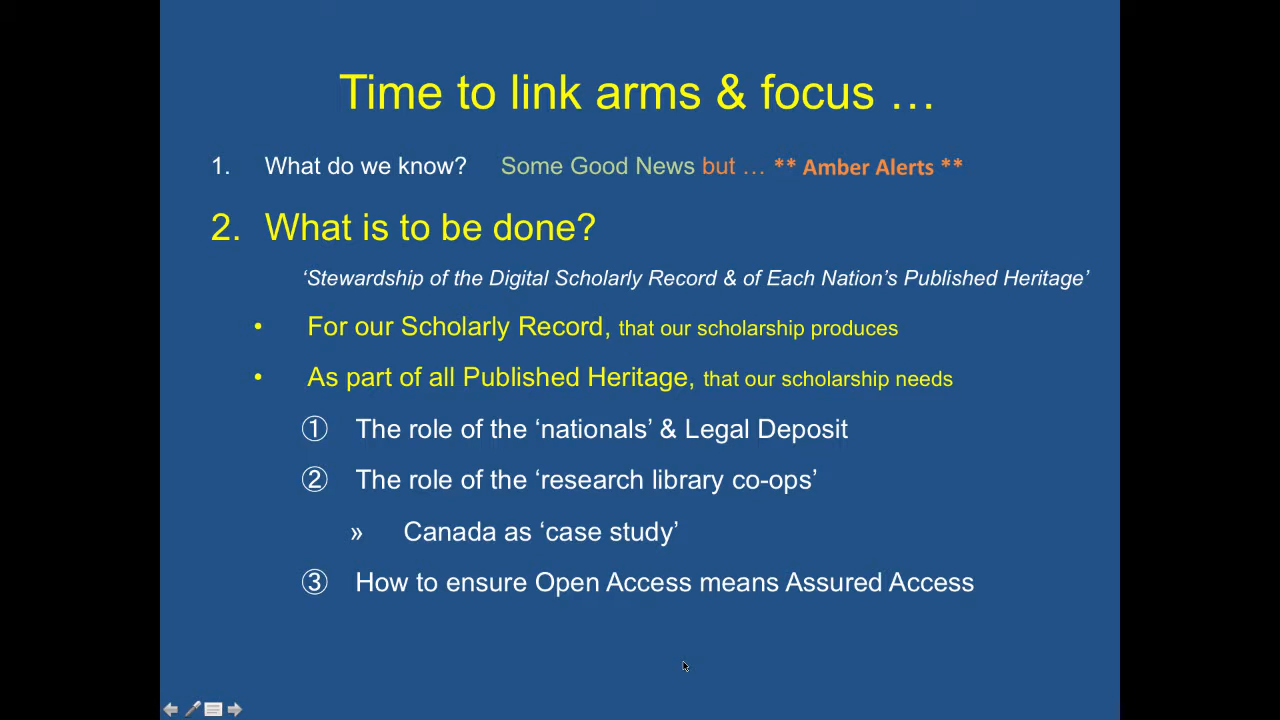 Time to link arms & focus …
1. What do we know? Some Good News but … ** Amber Alerts **
2. What is to be done?
‘Stewardship of the Digital Scholarly Record & of Each Nation’s Published Heritage’
• For our Scholarly Record, that our scholarship produces
• As part of all Published Heritage, that our scholarship needs
① The role of the ‘nationals’ & Legal Deposit
② The role of the ‘research library co-ops’
» Canada as ‘case study’
③ How to ensure Open Access means Assured Access